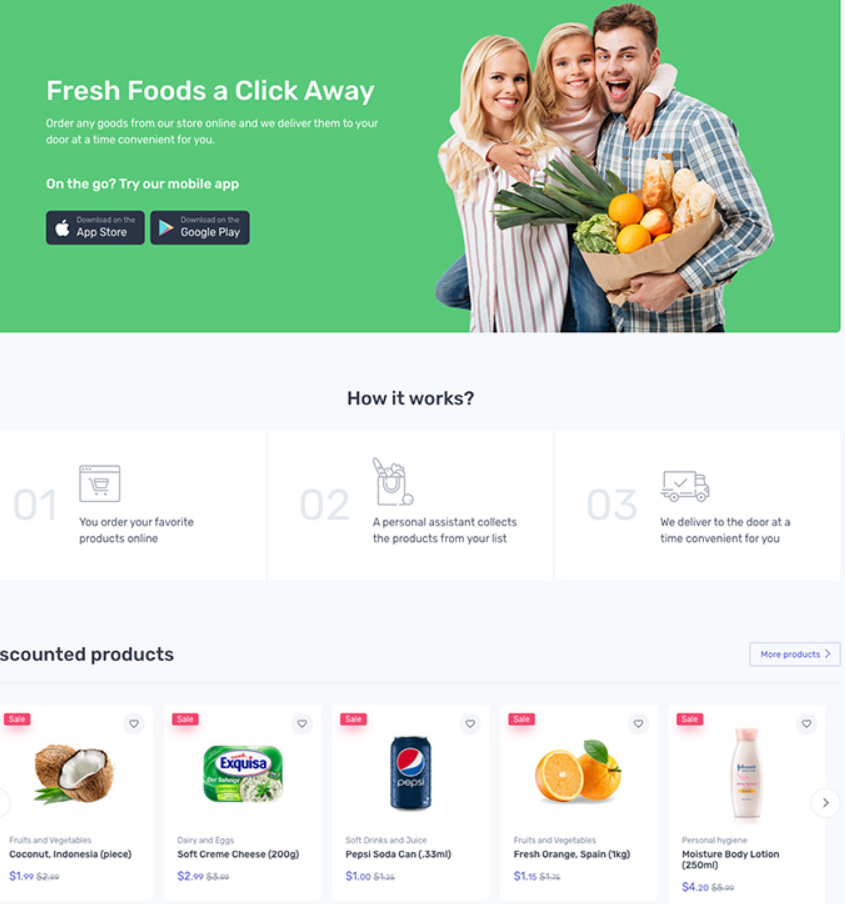 Fresh Foods a Click Away
Order any goods from our store online and we deliver them to your
door at a time convenient for you.
On the go? Try our mobile app
Download on the
App Store
Download on the
Google Play
How it works?
01
You order your favorite
products online
02
A personal assistant collects
the products from your list
03
We deliver to the door at a
time convenient for you
scounted products
More products
Sale
Sale
Sale
Sale
Sale
Exquisa
Der Sahnige
pepsi
Johnson's
Fruits and Vegetables
Coconut, Indonesia (piece)
$1.99 $2.99
Dairy and Eggs
Soft Creme Cheese (200g)
$2.99 $3.99
Soft Drinks and Juice
Pepsi Soda Can (.33ml)
$1.00 $1.25
Fruits and Vegetables
Fresh Orange, Spain (1kg)
$1.15 $1.75
Personal hygiene
Moisture Body Lotion
(250ml)
$4.20 $5.99